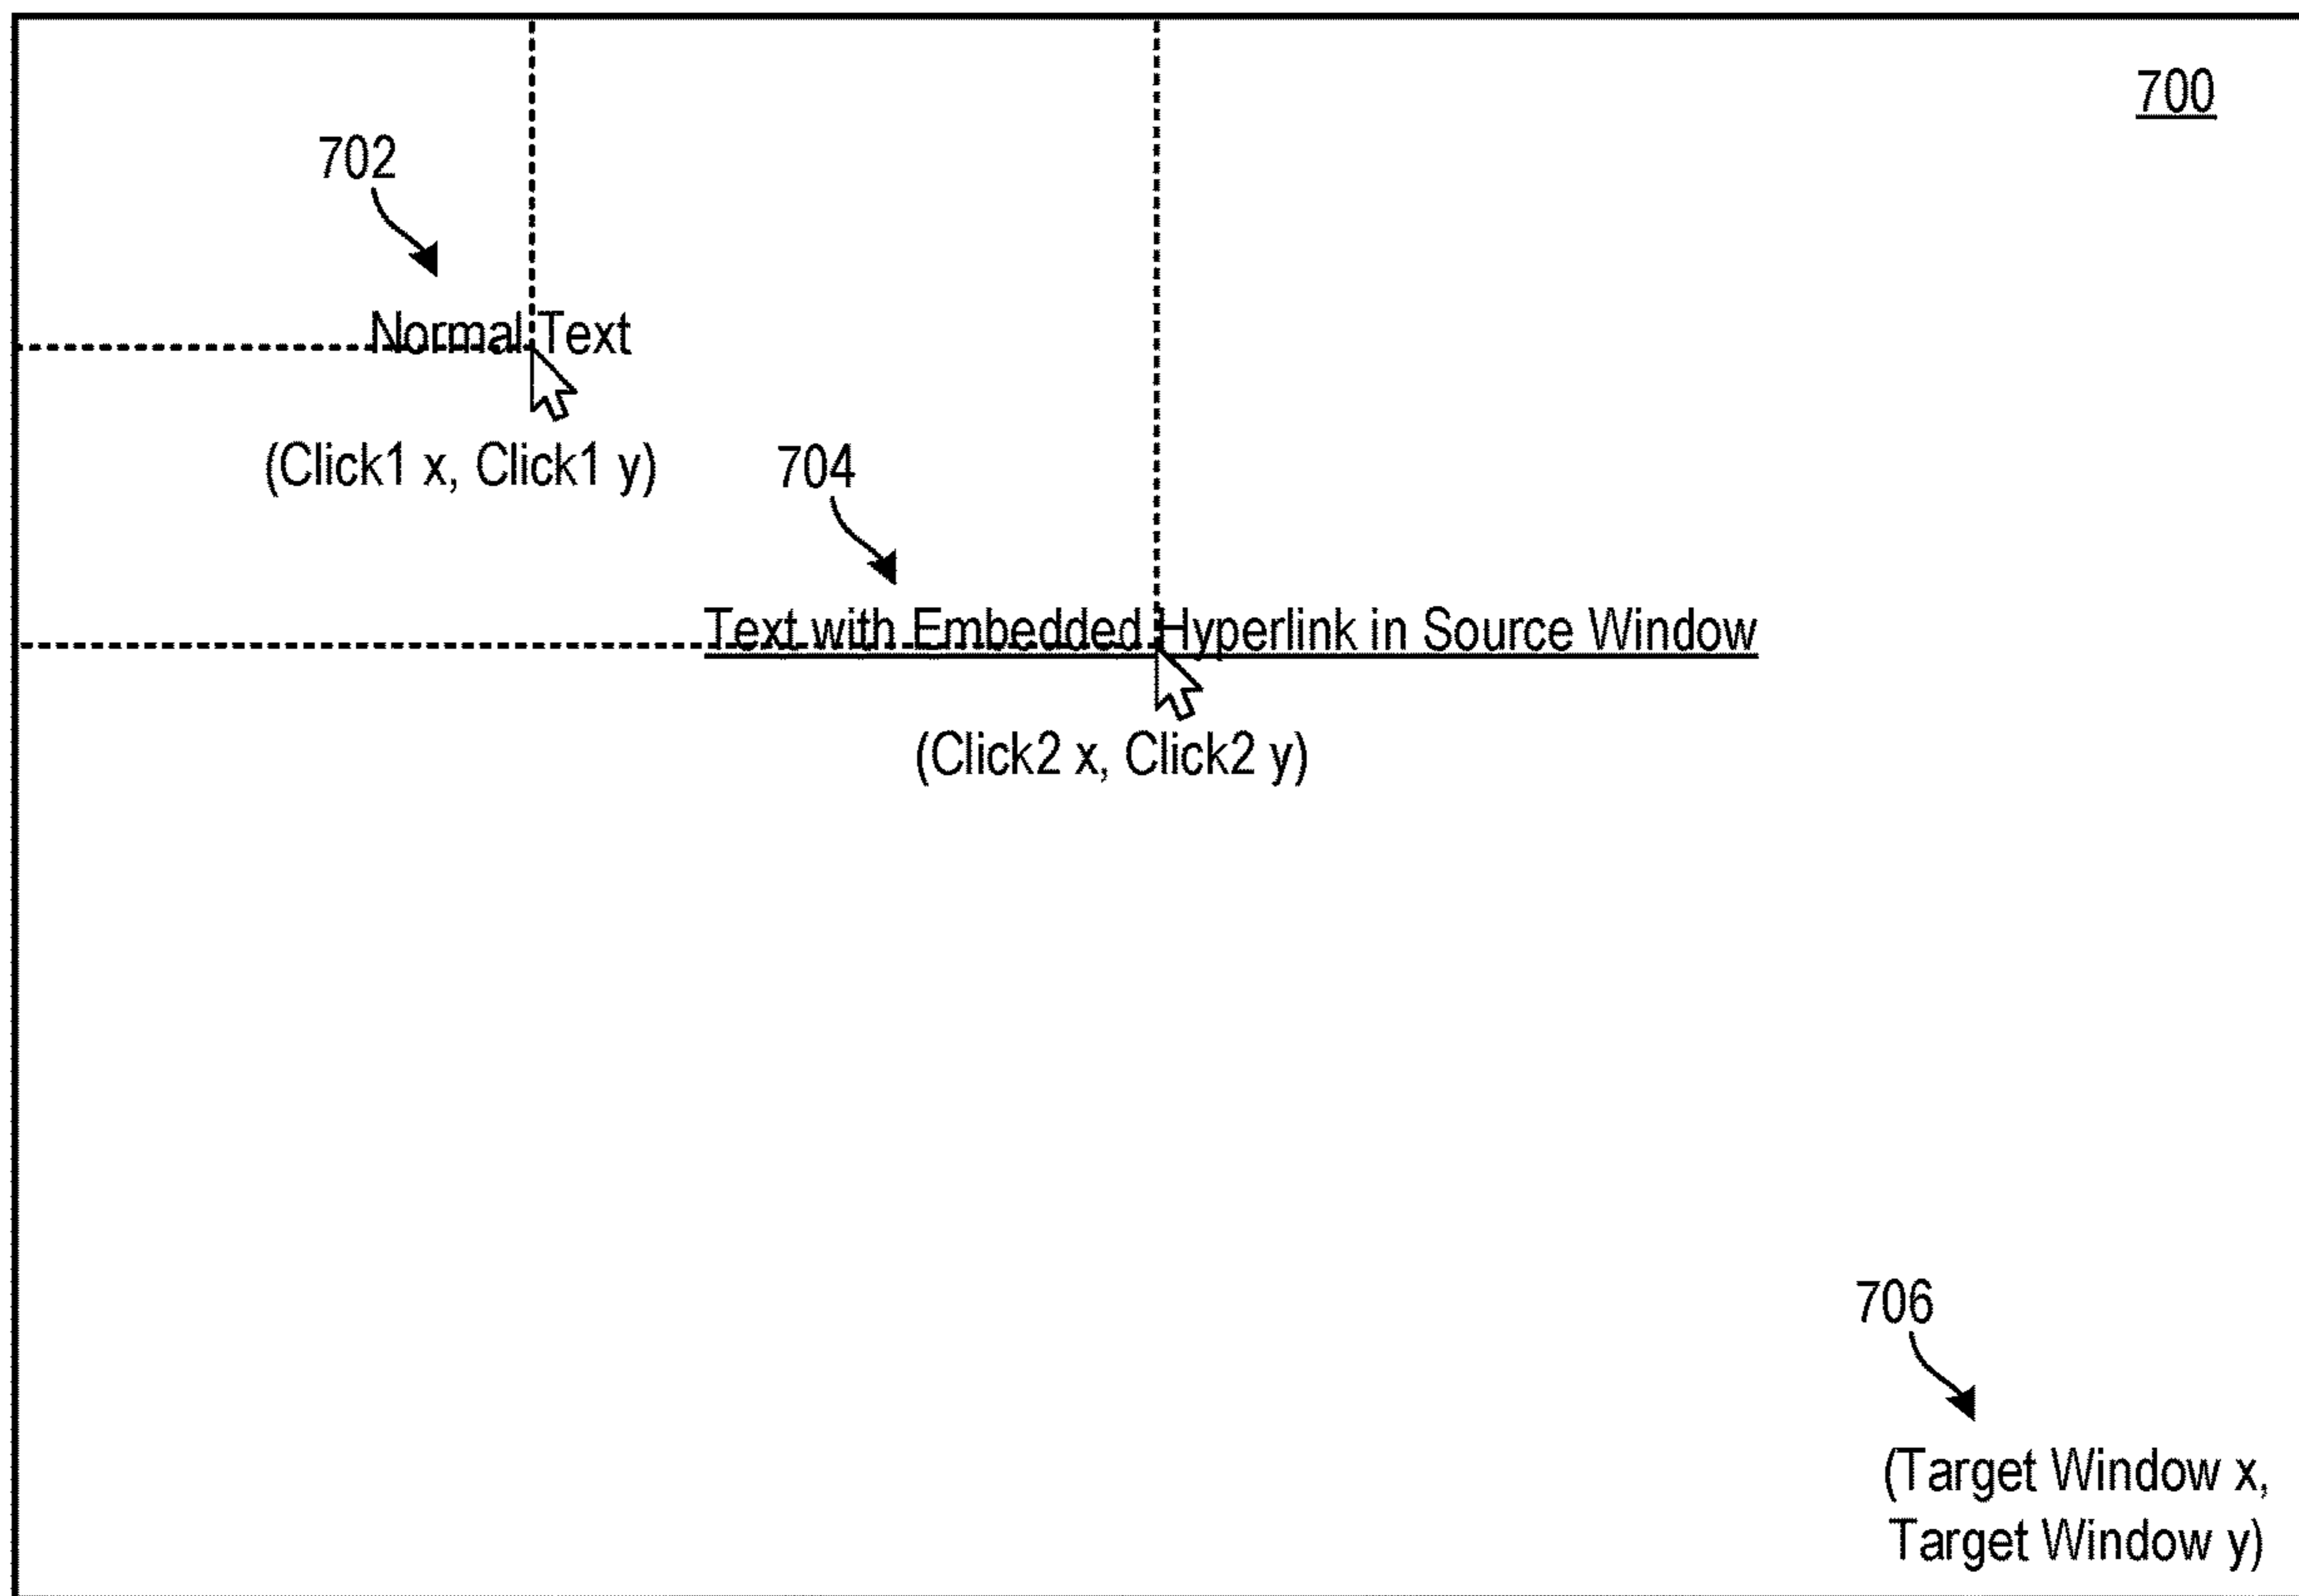 700
702
Normal Text
(Click1 x, Click1 y)
704
Text with Embedded Hyperlink in Source Window
(Click2 x, Click2 y)
706
(Target Window x,
Target Window y)